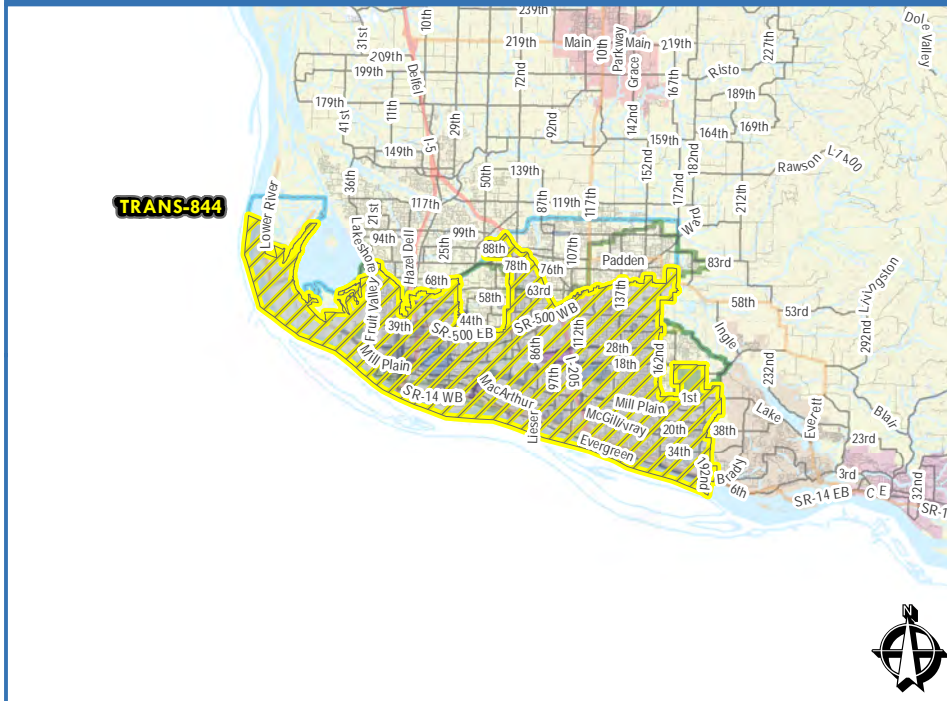 239th
10th
31st
Dole Valley
227th
219th
Main
10th
Parkway
Main
219th
209th
Delfel
72nd
Grace
199th
167th
Risto
189th
179th
41st
11th
29th
92nd
142nd
159th
164th
169th
I-5
149th
152nd
182nd
Rawson
36th
50th
139th
172nd
212th
Lower River
21st
117th
87th
119th
117th
Ward
TRANS-844
Lakeshore
94th
Hazel Dell
25th
99th
88th
107th
78th
76th
Padden
83rd
68th
63rd
137th
58th
58th
53rd
Livingston
Fruit Valley
39th
44th
SR-500 EB
SR-500 WB
112th
Ingle
292nd
86th
28th
162nd
232nd
Mill Plain
I-205
18th
97th
MacArthur
1st
SR-14 WB
Mill Plain
Lake
Everett
Blair
Lieser
McGillivray
20th
38th
23rd
Evergreen
34th
192nd
Brady
6th
3rd
32nd
SR-14 EB
C
E
SR-1
N